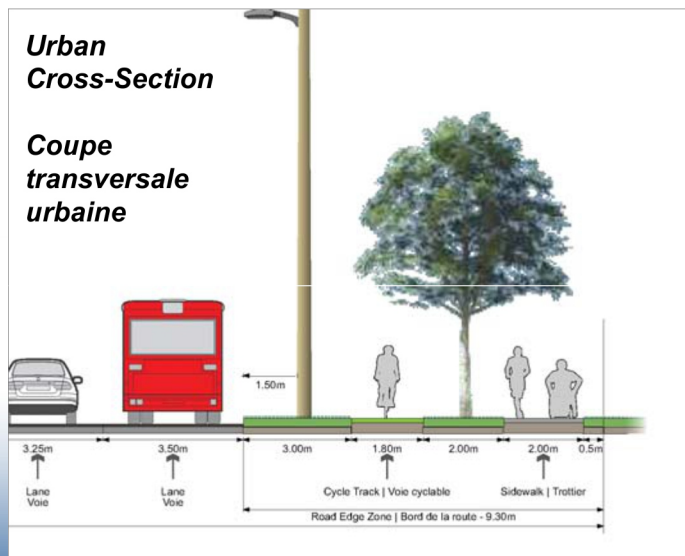 Urban
Cross-Section
Coupe
transversale
urbaine
1.50m
3.25m
3.50m
3.00m
1.80m
2.00m
2.00m
0.5m
Lane
Voie
Lane
Voie
Cycle Track | Voie cyclable
Sidewalk | Trottier
Road Edge Zone | Bord de la route - 9.30m